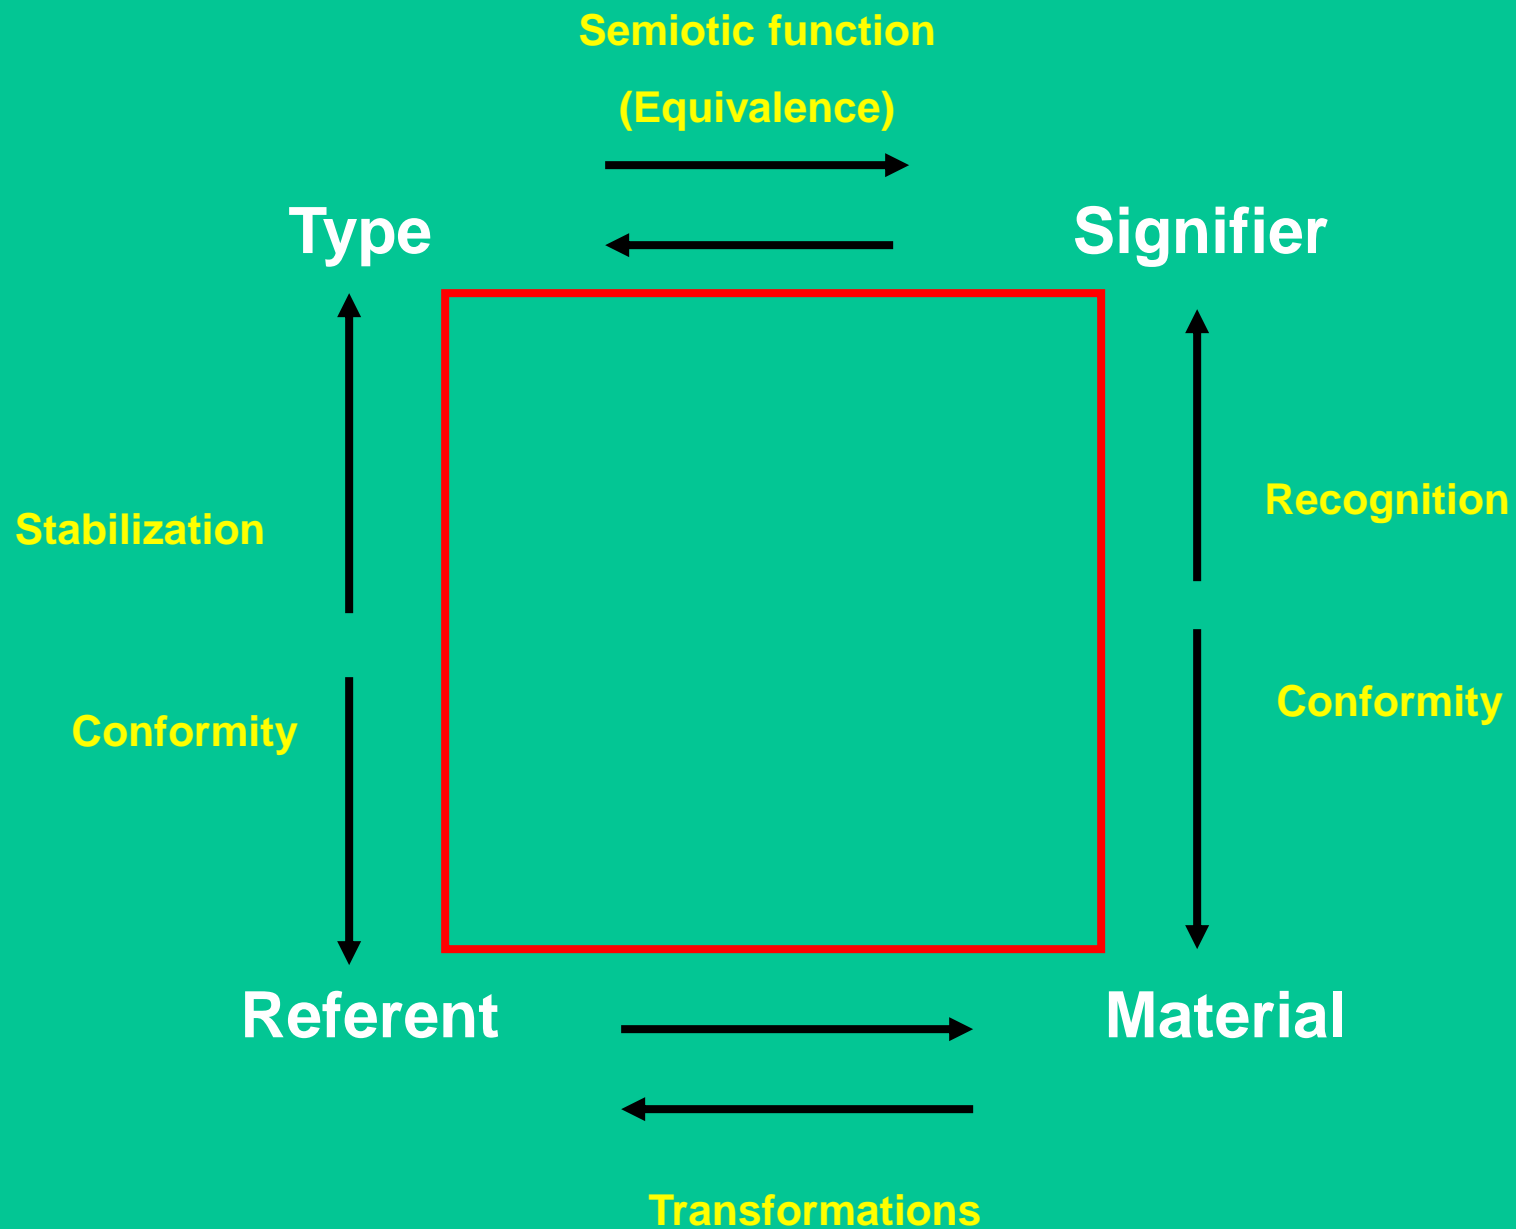 Semiotic function
(Equivalence)
Type
Signifier
Stabilization
Recognition
Conformity
Conformity
Referent
Material
Transformations